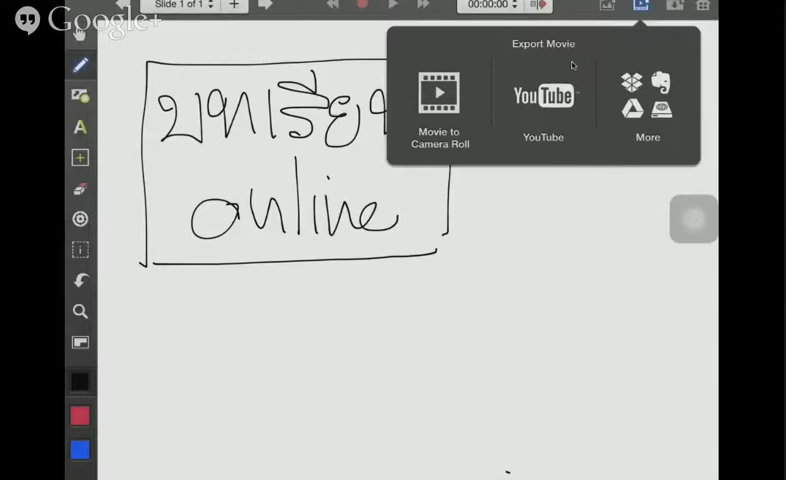 Google+
Slide 1 of 1
00:00:00
Export Movie
YouTube
Movie to
Camera Roll
YouTube
More
บทเรีย
online